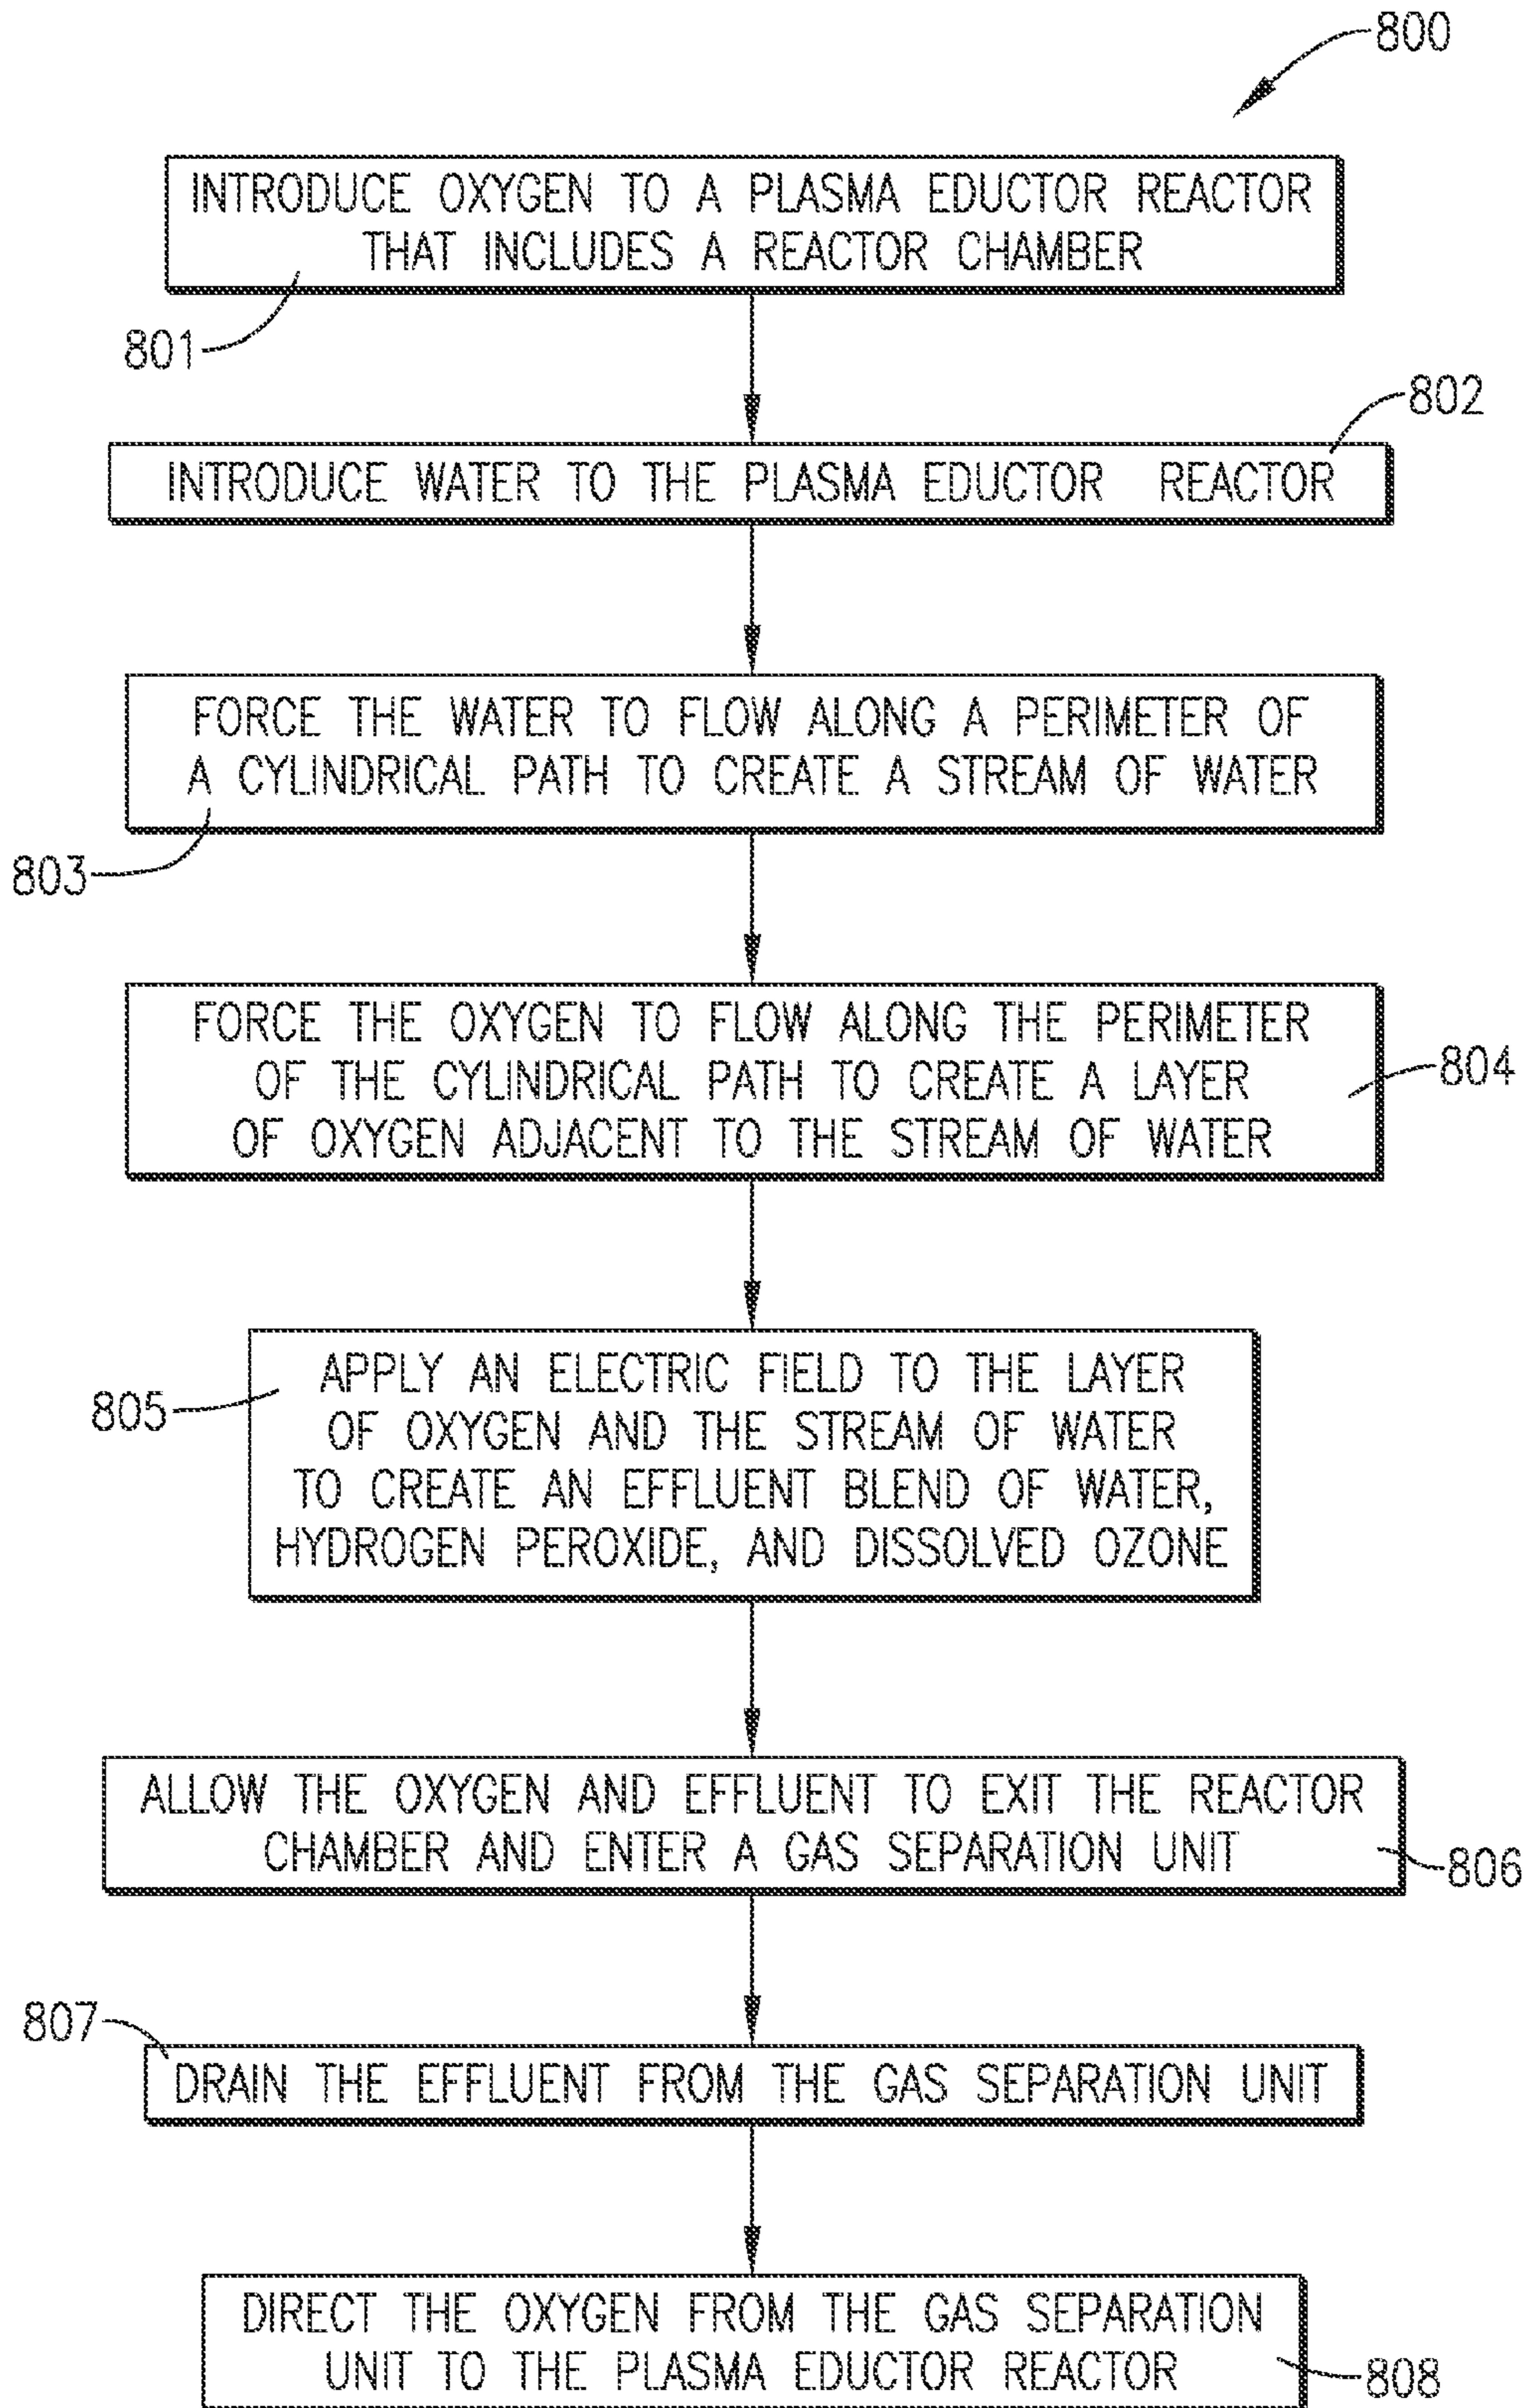 800
INTRODUCE OXYGEN TO A PLASMA EDUCTOR REACTOR
THAT INCLUDES A REACTOR CHAMBER
801
802
INTRODUCE WATER TO THE PLASMA EDUCTOR REACTOR
FORCE THE WATER TO FLOW ALONG A PERIMETER OF
A CYLINDRICAL PATH TO CREATE A STREAM OF WATER
803
FORCE THE OXYGEN TO FLOW ALONG THE PERIMETER
OF THE CYLINDRICAL PATH TO CREATE A LAYER
OF OXYGEN ADJACENT TO THE STREAM OF WATER
804
805
APPLY AN ELECTRIC FIELD TO THE LAYER
OF OXYGEN AND THE STREAM OF WATER
TO CREATE AN EFFLUENT BLEND OF WATER,
HYDROGEN PEROXIDE, AND DISSOLVED OZONE
ALLOW THE OXYGEN AND EFFLUENT TO EXIT THE REACTOR
CHAMBER AND ENTER A GAS SEPARATION UNIT
806
807
DRAIN THE EFFLUENT FROM THE GAS SEPARATION UNIT
DIRECT THE OXYGEN FROM THE GAS SEPARATION
UNIT TO THE PLASMA EDUCTOR REACTOR
808